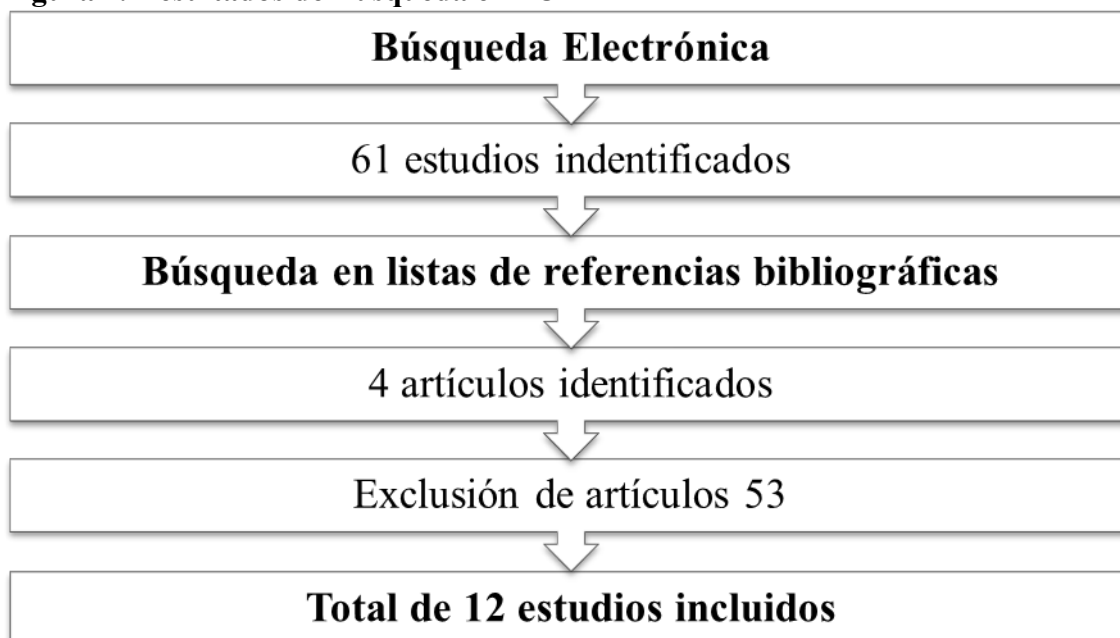 Búsqueda Electrónica
61 estudios indentificados
Búsqueda en listas de referencias bibliográficas
4 artículos identificados
Exclusión de artículos 53
Total de 12 estudios incluidos